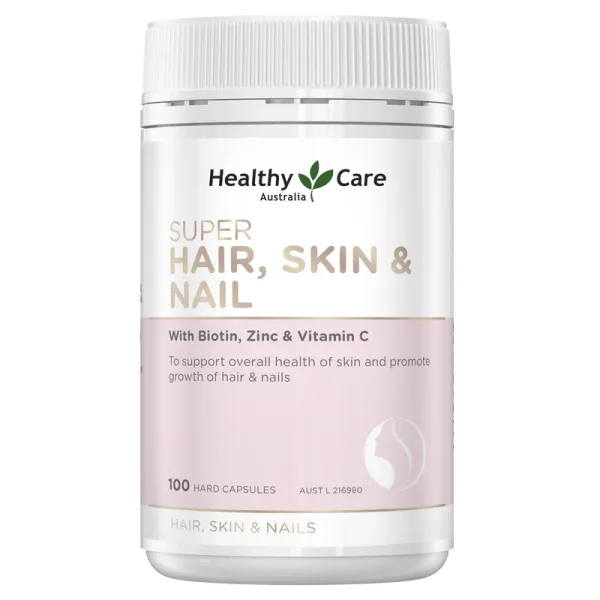 Healthy Care
Australia
SUPER
HAIR, SKIN &
NAIL
With Biotin, Zinc & Vitamin C
To support overall health of skin and promote
growth of hair & nails
100 HARD CAPSULES AUST L 216980
HAIR, SKIN & NAILS